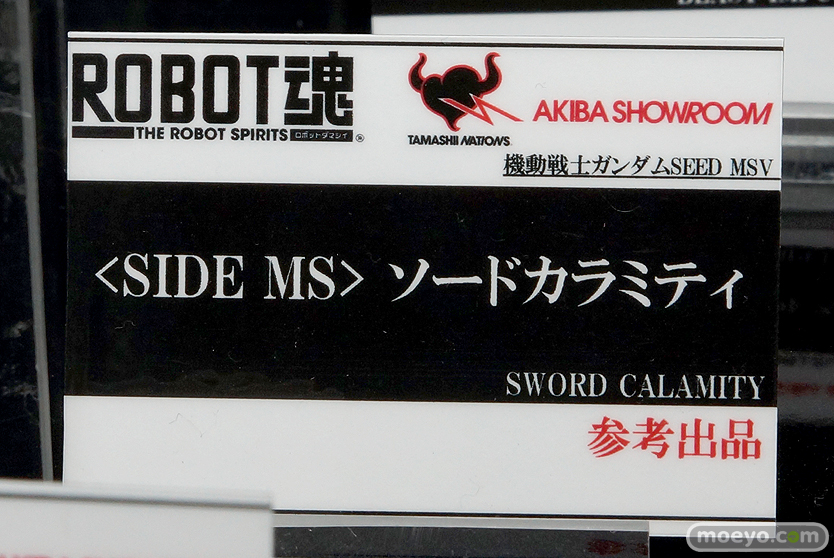 ROBOT魂
THE ROBOT SPIRITS ロボットダマシイ
TAMASHII NATIONS
AKIBA SHOWROOM
機動戦士ガンダムSEED MSV
<SIDE MS> ソードカラミティ
SWORD CALAMITY
参考出品
moeyo.com